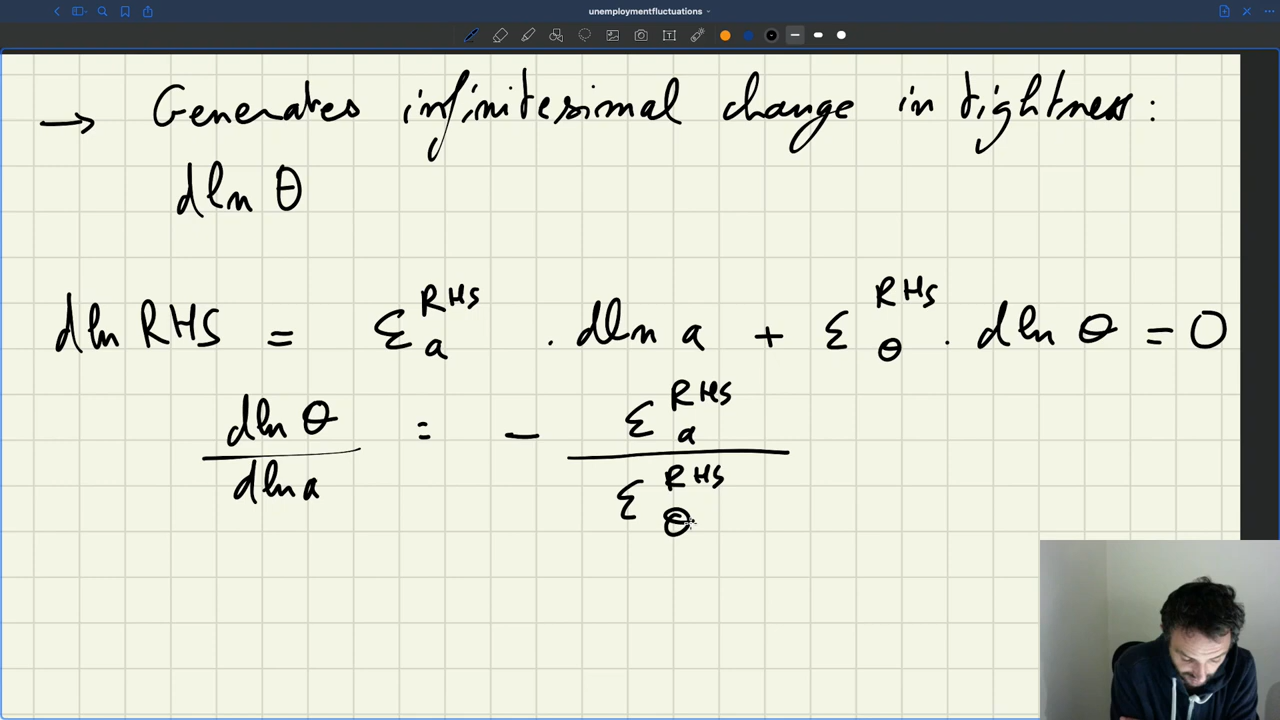 unemploymentfluctuations
→ Generates infinitesimal change in tightness :
dln θ
dln RHS = ε_a^RHS . dln a + ε_θ^RHS . dln θ = 0
dln θ / dln a = - ε_a^RHS / ε_θ^RHS